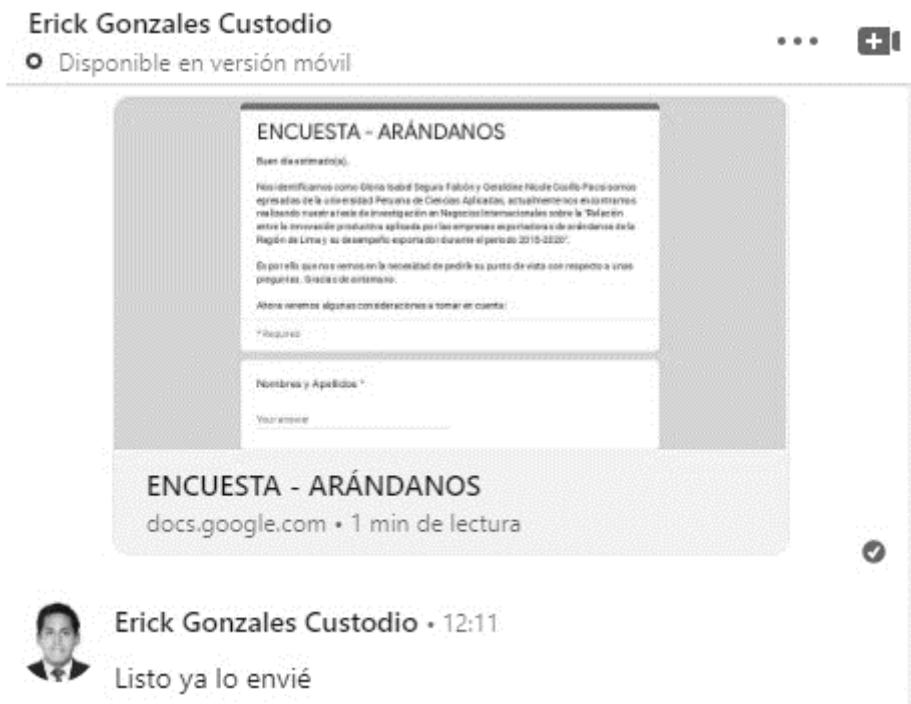 Erick Gonzales Custodio
Disponible en versión móvil
ENCUESTA - ARÁNDANOS
Buen día estimado(a),
Nos identificamos como Gloria Isabel Segura Falcón y Geraldine Nicole Gosillo Pacsi somos
egresadas de la universidad Peruana de Ciencias Aplicadas, actualmente nos encontramos
realizando nuestra tesis de investigación en Negocios Internacionales sobre la "Relación
entre la innovación productiva aplicada por las empresas exportadoras de arándanos de la
Región de Lima y su desempeño exportador durante el periodo 2015-2020".
Es por ello que nos vemos en la necesidad de pedirle su punto de vista con respecto a unas
preguntas. Gracias de antemano.
Ahora veremos algunas consideraciones a tomar en cuenta:
* Required
Nombres y Apellidos *
Your answer
ENCUESTA - ARÁNDANOS
docs.google.com • 1 min de lectura
Erick Gonzales Custodio • 12:11
Listo ya lo envié